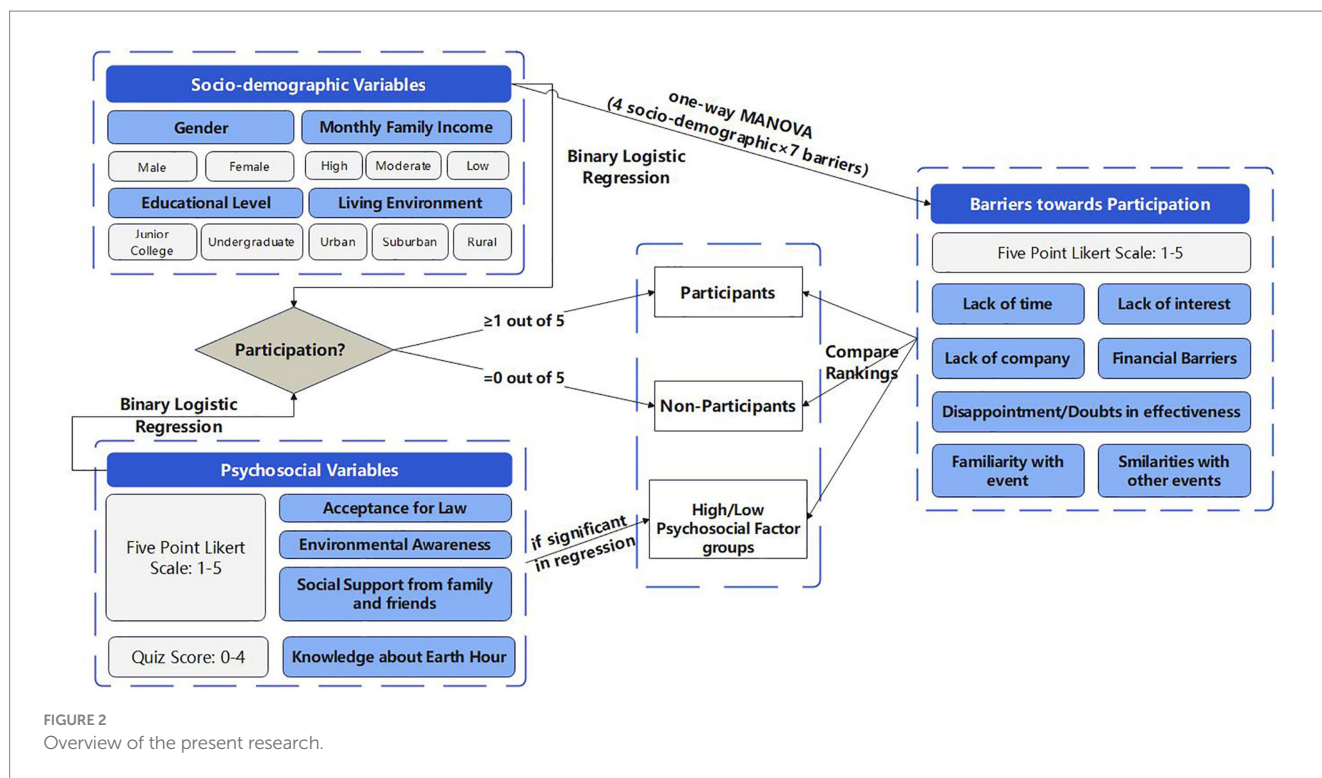 Socio-demographic Variables
Gender
Monthly Family Income
Male
Female
High
Moderate
Low
Educational Level
Living Environment
Junior
College
Undergraduate
Urban
Suburban
Rural
one-way MANOVA
(4 socio-demographic×7 barriers)
Binary Logistic
Regression
Barriers towards Participation
Five Point Likert Scale: 1-5
Lack of time
Lack of interest
Lack of company
Financial Barriers
Disappointment/Doubts in effectiveness
Familiarity with
event
Smilarities with
other events
Participation?
≥1 out of 5
=0 out of 5
Participants
Non-Participants
High/Low
Psychosocial Factor
groups
Compare
Rankings
Binary Logistic
Regression
Psychosocial Variables
Five Point Likert
Scale: 1-5
Acceptance for Law
Environmental Awareness
Social Support from family
and friends
Quiz Score: 0-4
Knowledge about Earth Hour
if significant
in regression
FIGURE 2
Overview of the present research.